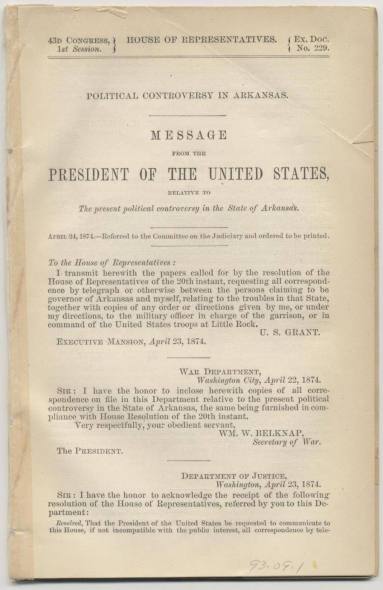 43D CONGRESS, } HOUSE OF REPRESENTATIVES. { EX. DOC.
1st Session. } { No. 229.
POLITICAL CONTROVERSY IN ARKANSAS.
MESSAGE
FROM THE
PRESIDENT OF THE UNITED STATES,
RELATIVE TO
The present political controversy in the State of Arkansas.
APRIL 24, 1874.—Referred to the Committee on the Judiciary and ordered to be printed.
To the House of Representatives:
I transmit herewith the papers called for by the resolution of the
House of Representatives of the 20th instant, requesting all correspond-
ence by telegraph or otherwise between the persons claiming to be
governor of Arkansas and myself, relating to the troubles in that State,
together with copies of any order or directions given by me, or under
my directions, to the military officer in charge of the garrison, or in
command of the United States troops at Little Rock.
U. S. GRANT.
EXECUTIVE MANSION, April 23, 1874.
WAR DEPARTMENT,
Washington City, April 22, 1874.
SIR: I have the honor to inclose herewith copies of all corre-
spondence on file in this Department relative to the present political
controversy in the State of Arkansas, the same being furnished in com-
pliance with House Resolution of the 20th instant.
Very respectfully, your obedient servant,
WM. W. BELKNAP,
Secretary of War.
The PRESIDENT.
DEPARTMENT OF JUSTICE,
Washington, April 23, 1874.
SIR: I have the honor to acknowledge the receipt of the following
resolution of the House of Representatives, referred by you to this De-
partment:
Resolved, That the President of the United States be requested to communicate to
this House, if not incompatible with the public interest, all correspondence by tele-
93.09.1